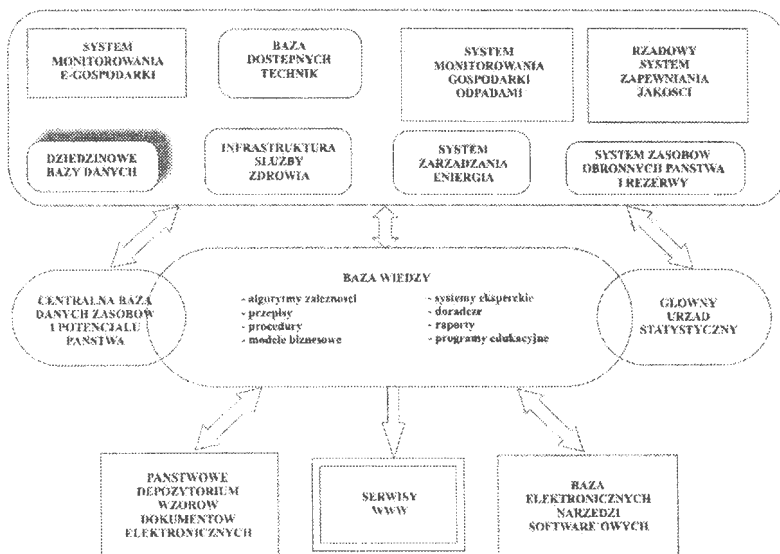 SYSTEM
MONITOROWANIA
E-GOSPODARKI
BAZA
DOSTEPNYCH
TECHNIK
SYSTEM
MONITOROWANIA
GOSPODARKI
ODPADAMI
RZADOWY
SYSTEM
ZAPEWNIANIA
JAKOSCI
DZIEDZINOWE
BAZY DANYCH
INFRASTRUKTURA
SLUZBY
ZDROWIA
SYSTEM
ZARZADZANIA
ENERGIA
SYSTEM ZASOBOW
OBRONNYCH PANSTWA
I REZERWY
CENTRALNA BAZA
DANYCH ZASOBOW
I POTENCJALU
PANSTWA
BAZA WIEDZY
- algorytmy zaleznosci
- przepisy
- procedury
- modele biznesowe
- systemy eksperckie
- doradcze
- raporty
- programy edukacyjne
GLOWNY
URZAD
STATYSTYCZNY
PANSTWOWE
DEPOZYTORIUM
WZOROW
DOKUMENTOW
ELEKTRONICZNYCH
SERWISY
WWW
BAZA
ELEKTRONICZNYCH
NARZEDZI
SOFTWARE'OWYCH